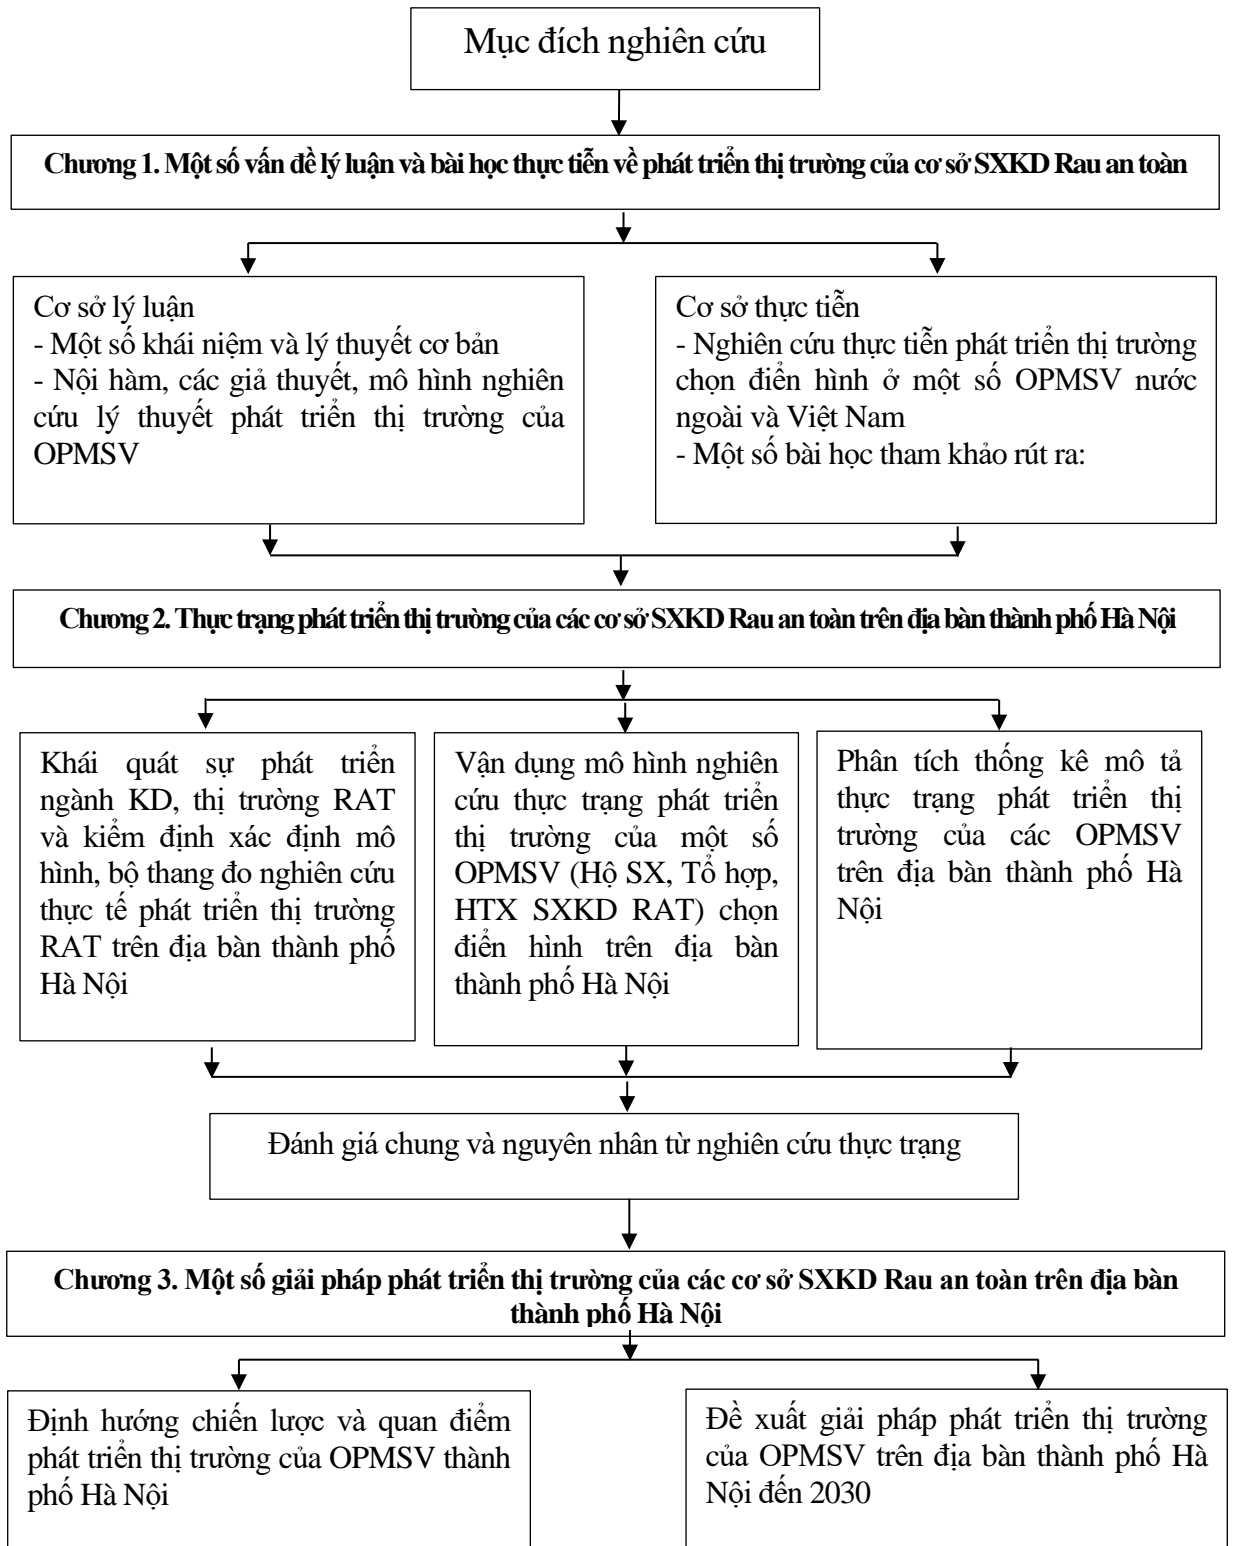 Mục đích nghiên cứu
Chương 1. Một số vấn đề lý luận và bài học thực tiễn về phát triển thị trường của cơ sở SXKD Rau an toàn
Cơ sở lý luận
- Một số khái niệm và lý thuyết cơ bản
- Nội hàm, các giả thuyết, mô hình nghiên
cứu lý thuyết phát triển thị trường của
OPMSV
Cơ sở thực tiễn
- Nghiên cứu thực tiễn phát triển thị trường
chọn điển hình ở một số OPMSV nước
ngoài và Việt Nam
- Một số bài học tham khảo rút ra:
Chương 2. Thực trạng phát triển thị trường của các cơ sở SXKD Rau an toàn trên địa bàn thành phố Hà Nội
Khái quát sự phát triển
ngành KD, thị trường RAT
và kiểm định xác định mô
hình, bộ thang đo nghiên cứu
thực tế phát triển thị trường
RAT trên địa bàn thành phố
Hà Nội
Vận dụng mô hình nghiên
cứu thực trạng phát triển
thị trường của một số
OPMSV (Hộ SX, Tổ hợp,
HTX SXKD RAT) chọn
điển hình trên địa bàn
thành phố Hà Nội
Phân tích thống kê mô tả
thực trạng phát triển thị
trường của các OPMSV
trên địa bàn thành phố Hà
Nội
Đánh giá chung và nguyên nhân từ nghiên cứu thực trạng
Chương 3. Một số giải pháp phát triển thị trường của các cơ sở SXKD Rau an toàn trên địa bàn
thành phố Hà Nội
Định hướng chiến lược và quan điểm
phát triển thị trường của OPMSV thành
phố Hà Nội
Đề xuất giải pháp phát triển thị trường
của OPMSV trên địa bàn thành phố Hà
Nội đến 2030